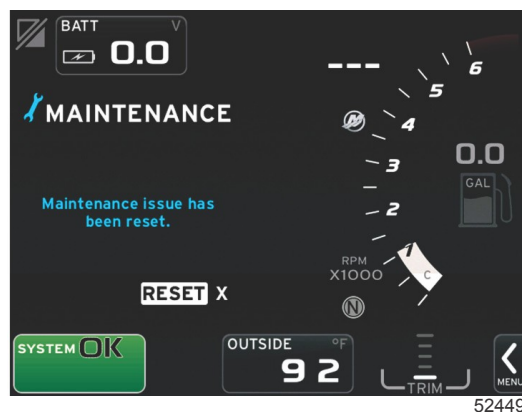 BATT V
0.0
MAINTENANCE
Maintenance issue has
been reset.
RESET X
SYSTEM OK
OUTSIDE °F
92
---
6
5
4
3
2
1
RPM
X1000
C
N
0.0
GAL
TRIM
MENU
52449